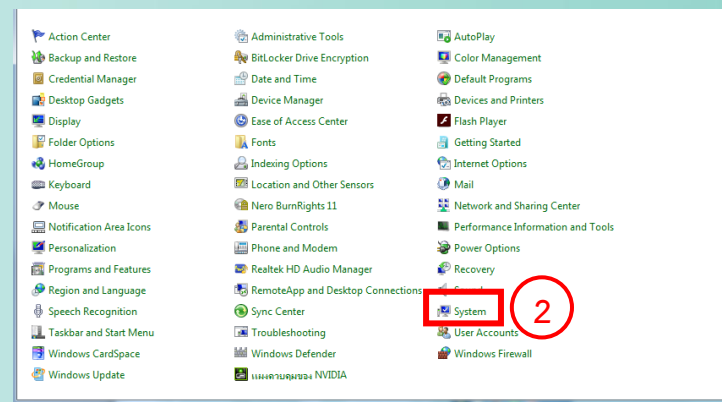 Action Center
Administrative Tools
AutoPlay
Backup and Restore
BitLocker Drive Encryption
Color Management
Credential Manager
Date and Time
Default Programs
Desktop Gadgets
Device Manager
Devices and Printers
Display
Ease of Access Center
Flash Player
Folder Options
Fonts
Getting Started
HomeGroup
Indexing Options
Internet Options
Keyboard
Location and Other Sensors
Mail
Mouse
Nero BurnRights 11
Network and Sharing Center
Notification Area Icons
Parental Controls
Performance Information and Tools
Personalization
Phone and Modem
Power Options
Programs and Features
Realtek HD Audio Manager
Recovery
Region and Language
RemoteApp and Desktop Connections
Speech Recognition
Sync Center
System
2
Taskbar and Start Menu
Troubleshooting
User Accounts
Windows CardSpace
Windows Defender
Windows Firewall
Windows Update
แผงควบคุมของ NVIDIA